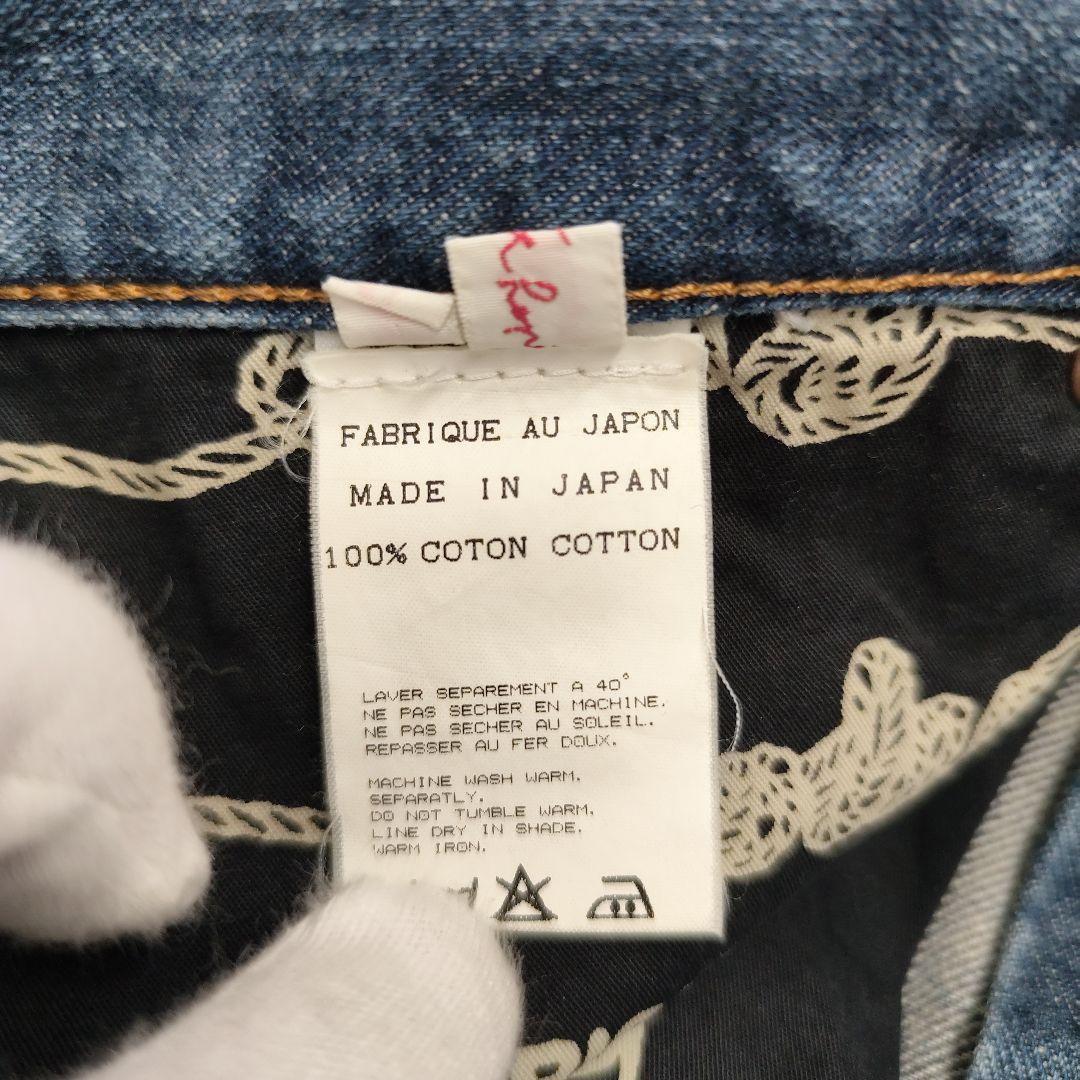 FABRIQUE AU JAPON
MADE IN JAPAN
100% COTON COTTON
LAVER SEPAREMENT A 40°
NE PAS SECHER EN MACHINE.
NE PAS SECHER AU SOLEIL.
REPASSER AU FER DOUX.
MACHINE WASH WARM.
SEPARATLY.
DO NOT TUMBLE WARM.
LINE DRY IN SHADE.
WARM IRON.